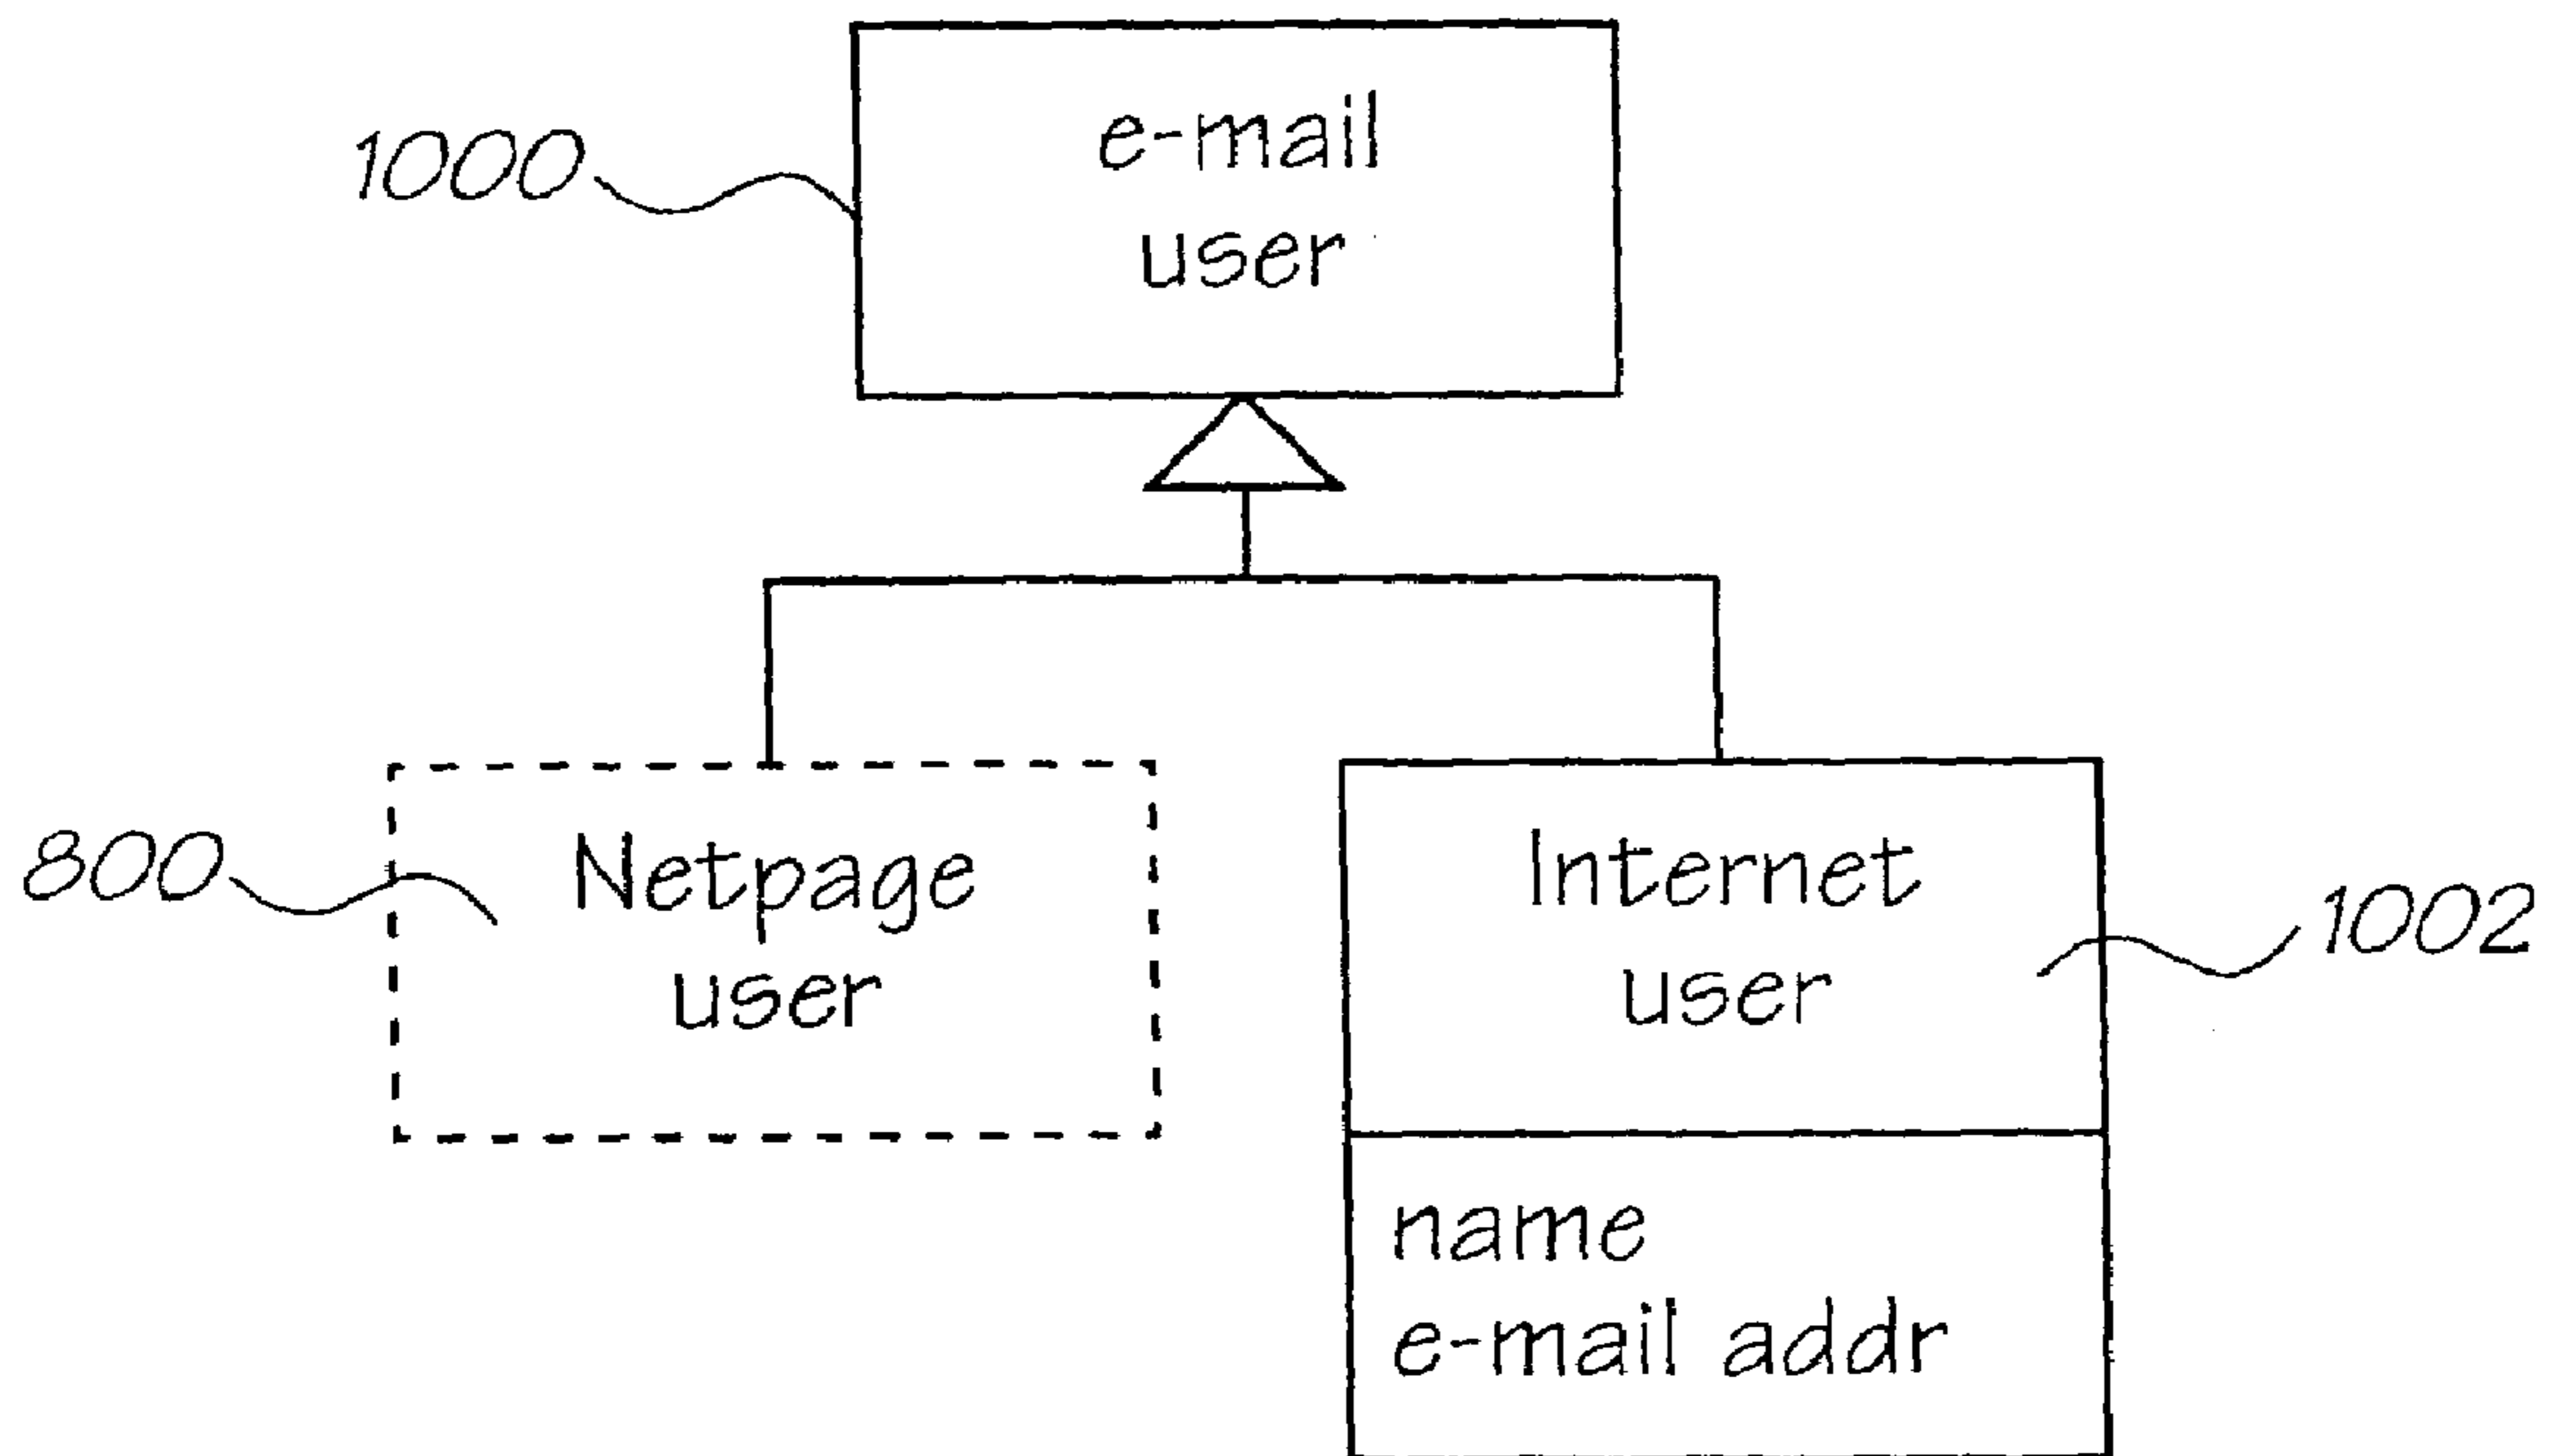 1000
e-mail
user
800
Netpage
user
Internet
user
1002
name
e-mail addr